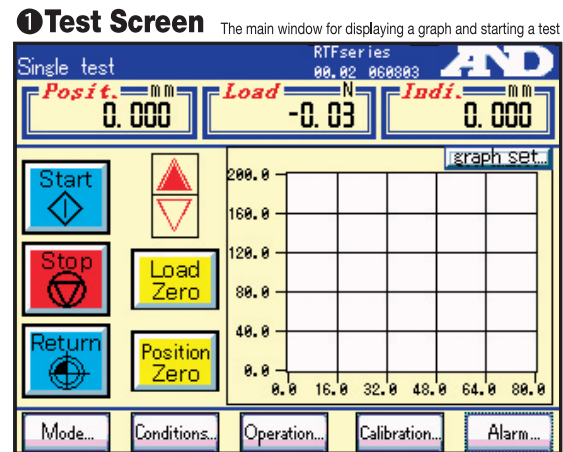 ❶Test Screen The main window for displaying a graph and starting a test
Single test
RTFseries
00.02 060803
AND
Posit. mm
0.000
Load N
-0.03
Indi. mm
0.000
graph set…
Start
Stop
Return
Load
Zero
Position
Zero
200.0
160.0
120.0
80.0
40.0
0.0
0.0 16.0 32.0 48.0 64.0 80.0
Mode… Conditions… Operation… Calibration… Alarm…